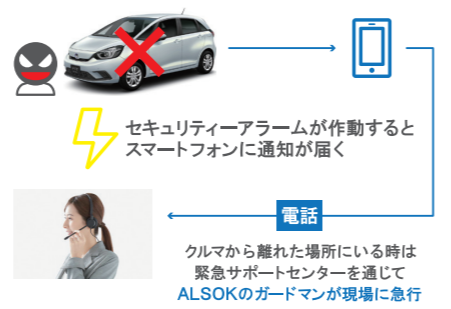 セキュリティーアラームが作動すると
スマートフォンに通知が届く
電話
クルマから離れた場所にいる時は
緊急サポートセンターを通じて
ALSOKのガードマンが現場に急行